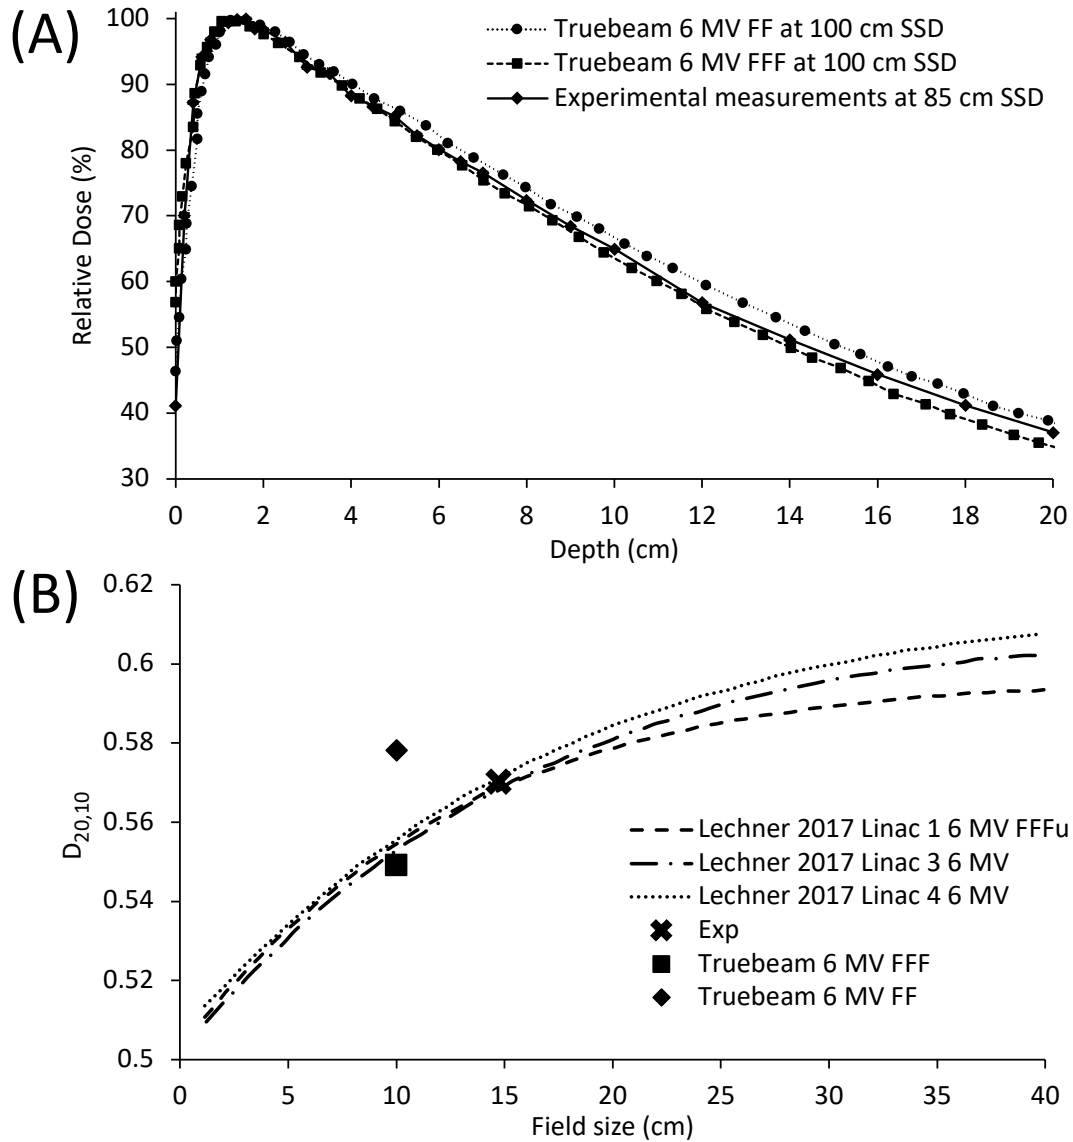 (A)
Truebeam 6 MV FF at 100 cm SSD
Truebeam 6 MV FFF at 100 cm SSD
Experimental measurements at 85 cm SSD
Relative Dose (%)
100
90
80
70
60
50
40
30
0 2 4 6 8 10 12 14 16 18 20
Depth (cm)
(B)
D20,10
0.62
0.6
0.58
0.56
0.54
0.52
0.5
Lechner 2017 Linac 1 6 MV FFFu
Lechner 2017 Linac 3 6 MV
Lechner 2017 Linac 4 6 MV
Exp
Truebeam 6 MV FFF
Truebeam 6 MV FF
0 5 10 15 20 25 30 35 40
Field size (cm)